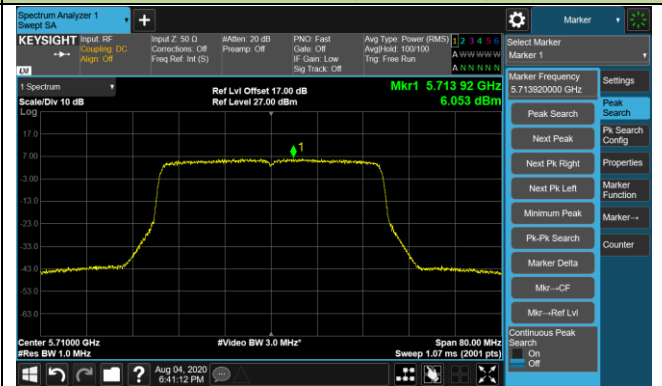 Spectrum Analyzer 1
Swept SA
+
Marker
KEYSIGHT
Input: RF
Coupling: DC
Align: Off
Input Z: 50 Ω
Corrections: Off
Freq Ref: Int (S)
#Atten: 20 dB
Preamp: Off
PNO: Fast
Gate: Off
IF Gain: Low
Sig Track: Off
Avg Type: Power (RMS)
Avg|Hold: 100/100
Trig: Free Run
1 2 3 4 5 6
A W W W W W
A N N N N N
LXI
Select Marker
Marker 1
1 Spectrum
Scale/Div 10 dB
Ref Lvl Offset 17.00 dB
Ref Level 27.00 dBm
Mkr1 5.713 92 GHz
6.053 dBm
Log
17.0
7.00
-3.00
-13.0
-23.0
-33.0
-43.0
-53.0
-63.0
1
Center 5.71000 GHz
#Res BW 1.0 MHz
#Video BW 3.0 MHz*
Span 80.00 MHz
Sweep 1.07 ms (2001 pts)
Marker Frequency
5.713920000 GHz
Peak Search
Next Peak
Next Pk Right
Next Pk Left
Minimum Peak
Pk-Pk Search
Marker Delta
Mkr→CF
Mkr→Ref Lvl
Continuous Peak
Search
On
Off
Settings
Peak
Search
Pk Search
Config
Properties
Marker
Function
Marker→
Counter
?
Aug 04, 2020
6:41:12 PM